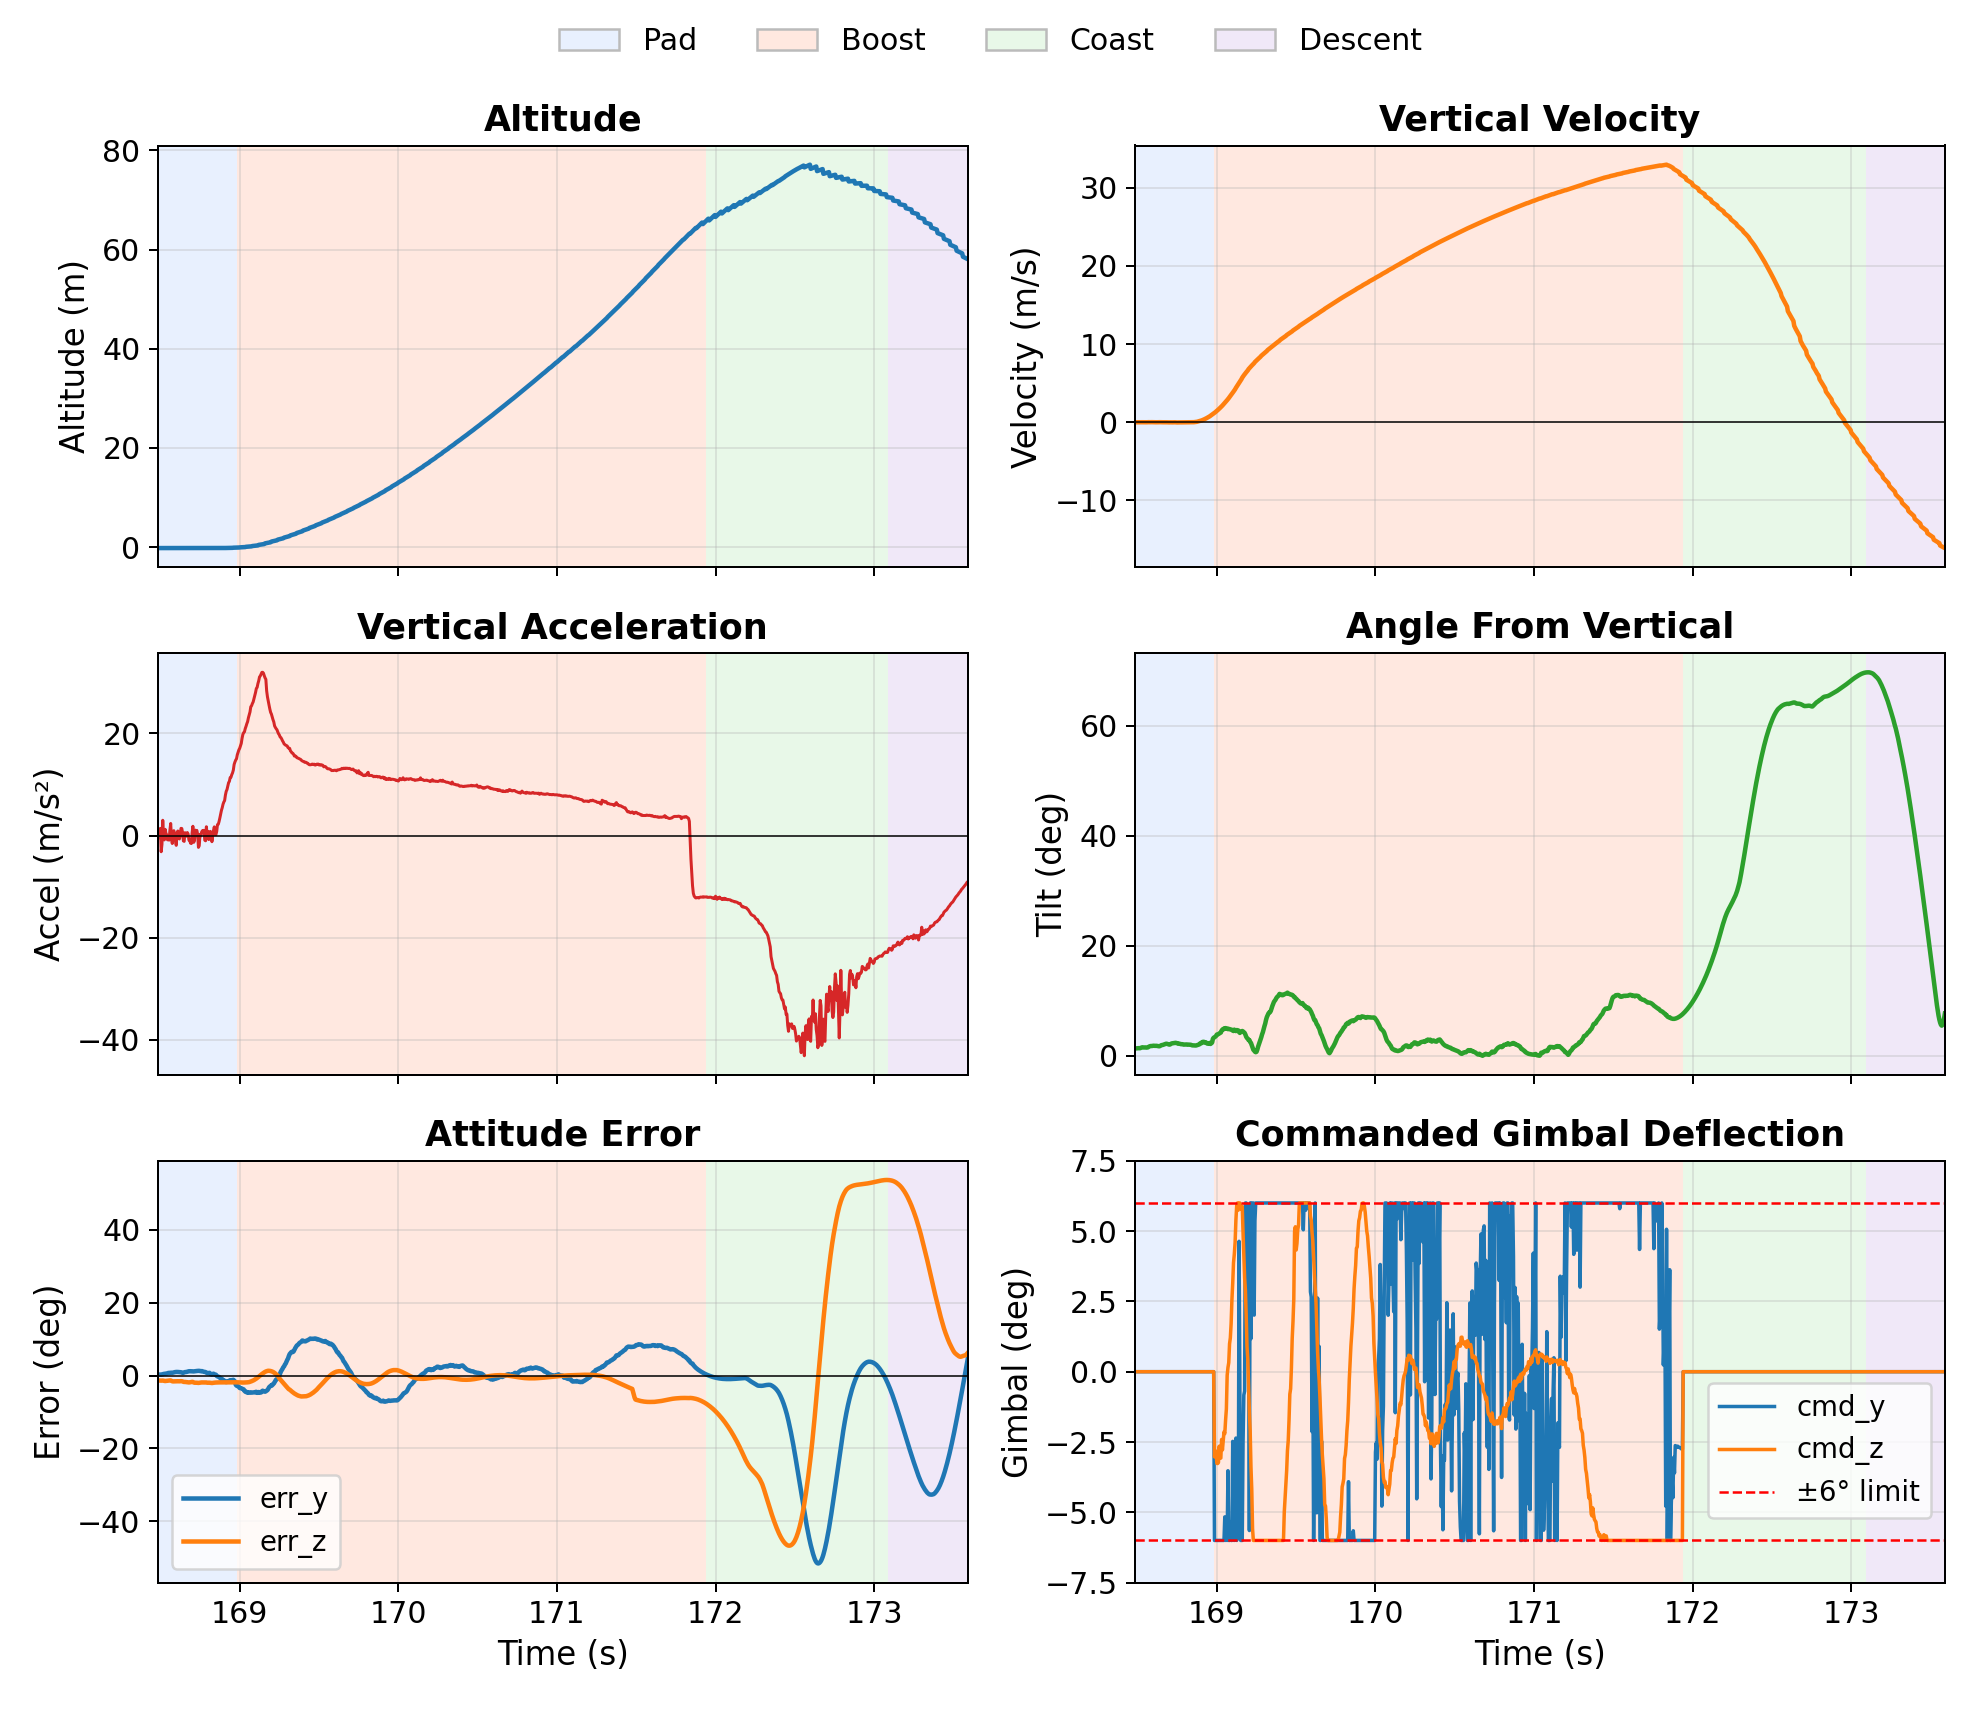 Pad Boost Coast Descent
Altitude
Altitude (m)
80
60
40
20
0
Vertical Velocity
Velocity (m/s)
30
20
10
0
−10
Vertical Acceleration
Accel (m/s²)
20
0
−20
−40
Angle From Vertical
Tilt (deg)
60
40
20
0
Attitude Error
Error (deg)
40
20
0
−20
−40
err_y
err_z
169 170 171 172 173
Time (s)
Commanded Gimbal Deflection
Gimbal (deg)
7.5
5.0
2.5
0.0
−2.5
−5.0
−7.5
cmd_y
cmd_z
±6° limit
169 170 171 172 173
Time (s)